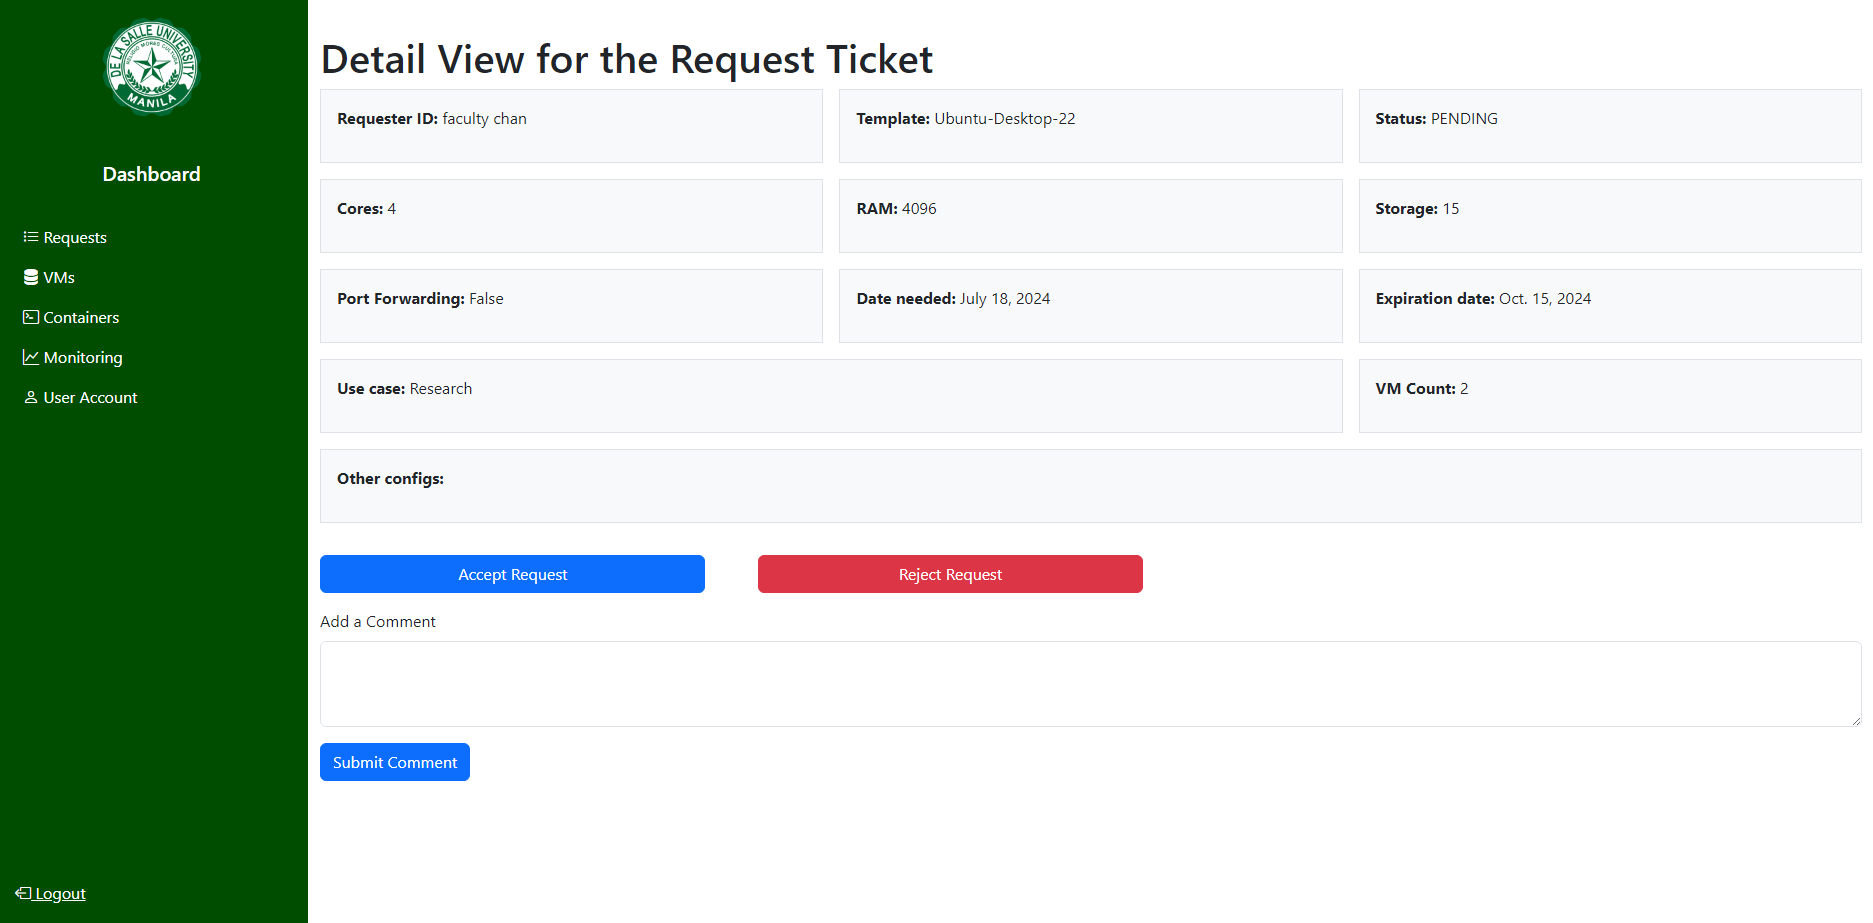 DE LA SALLE UNIVERSITY
RELIGIO MORES CULTURA
MANILA
Dashboard
Requests
VMs
Containers
Monitoring
User Account
Logout
Detail View for the Request Ticket
Requester ID: faculty chan
Template: Ubuntu-Desktop-22
Status: PENDING
Cores: 4
RAM: 4096
Storage: 15
Port Forwarding: False
Date needed: July 18, 2024
Expiration date: Oct. 15, 2024
Use case: Research
VM Count: 2
Other configs:
Accept Request
Reject Request
Add a Comment
Submit Comment